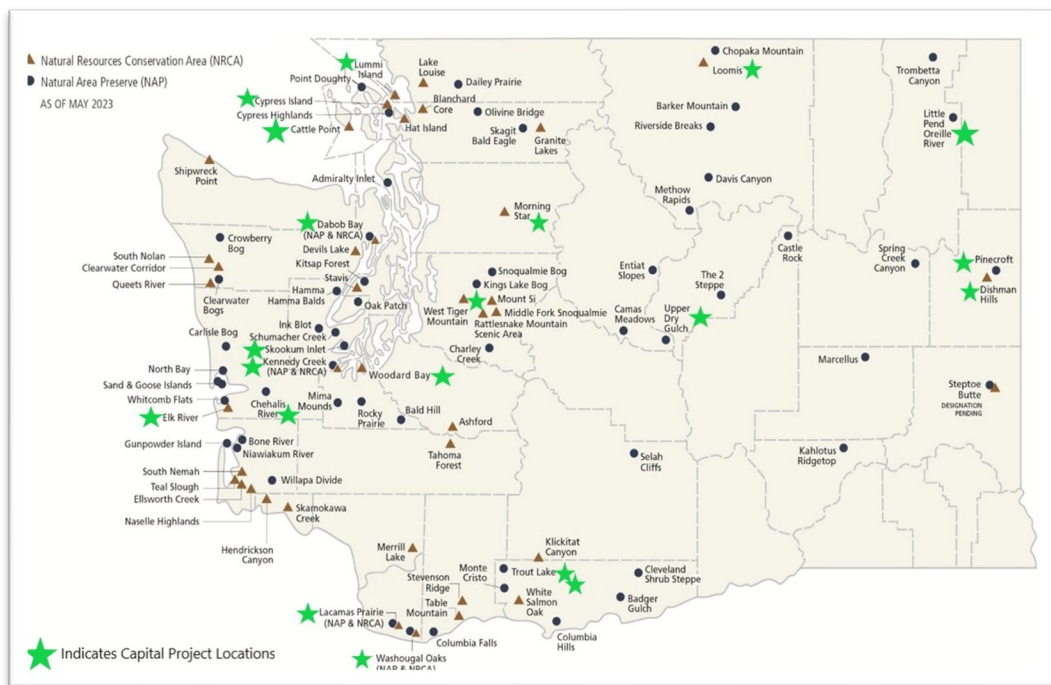 Natural Resources Conservation Area (NRCA)
Natural Area Preserve (NAP)
AS OF MAY 2023
Lummi
Island
Point Doughty
Cypress Island
Cypress Highlands
Cattle Point
Lake
Louise
Dailey Prairie
Blanchard
Core
Hat Island
Olivine Bridge
Skagit
Bald Eagle
Granite
Lakes
Chopaka Mountain
Loomis
Barker Mountain
Riverside Breaks
Trombetta
Canyon
Little
Pend
Oreille
River
Shipwreck
Point
Admiralty Inlet
Davis Canyon
Methow
Rapids
Morning
Star
Dabob Bay
(NAP & NRCA)
Devils Lake
Kitsap Forest
Stavis
Hamma
Hamma Balds
Oak Patch
Crowberry
Bog
South Nolan
Clearwater Corridor
Queets River
Clearwater
Bogs
Castle
Rock
Spring
Creek
Canyon
Pinecroft
Dishman
Hills
Entiat
Slopes
The 2
Steppe
Snoqualmie Bog
Kings Lake Bog
Mount Si
West Tiger
Mountain
Middle Fork Snoqualmie
Rattlesnake Mountain
Scenic Area
Camas
Meadows
Upper
Dry
Gulch
Carlisle Bog
Ink Blot
Schumacher Creek
Skookum Inlet
Kennedy Creek
(NAP & NRCA)
Charley
Creek
Woodard Bay
Marcellus
Steptoe
Butte
DESIGNATION
PENDING
North Bay
Sand & Goose Islands
Whitcomb Flats
Elk River
Chehalis
River
Mima
Mounds
Rocky
Prairie
Bald Hill
Ashford
Tahoma
Forest
Gunpowder Island
Bone River
Niawiakum River
Selah
Cliffs
Kahlotus
Ridgetop
South Nemah
Teal Slough
Ellsworth Creek
Naselle Highlands
Willapa Divide
Skamokawa
Creek
Hendrickson
Canyon
Merrill
Lake
Klickitat
Canyon
Stevenson
Ridge
Table
Mountain
Monte
Cristo
Trout Lake
White
Salmon
Oak
Cleveland
Shrub Steppe
Badger
Gulch
Columbia
Hills
Lacamas Prairie
(NAP & NRCA)
Columbia Falls
Washougal Oaks
(NAP & NRCA)
Indicates Capital Project Locations